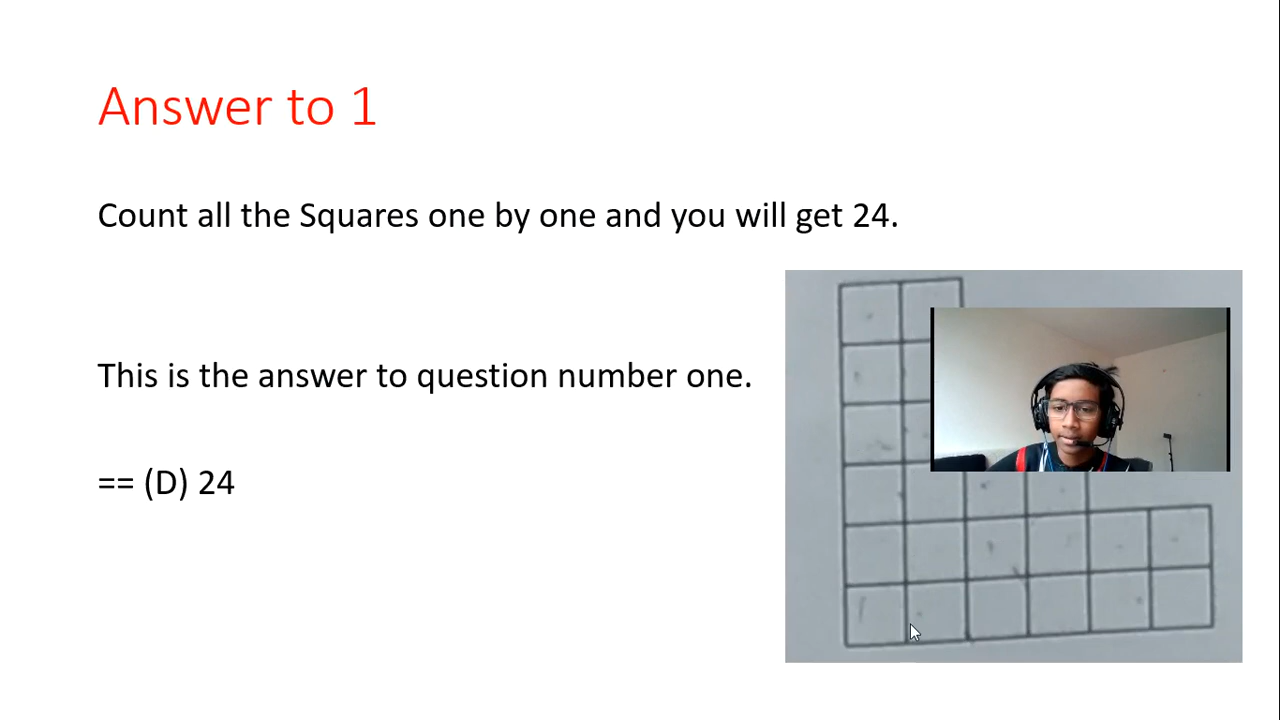 Answer to 1
Count all the Squares one by one and you will get 24.
This is the answer to question number one.
== (D) 24